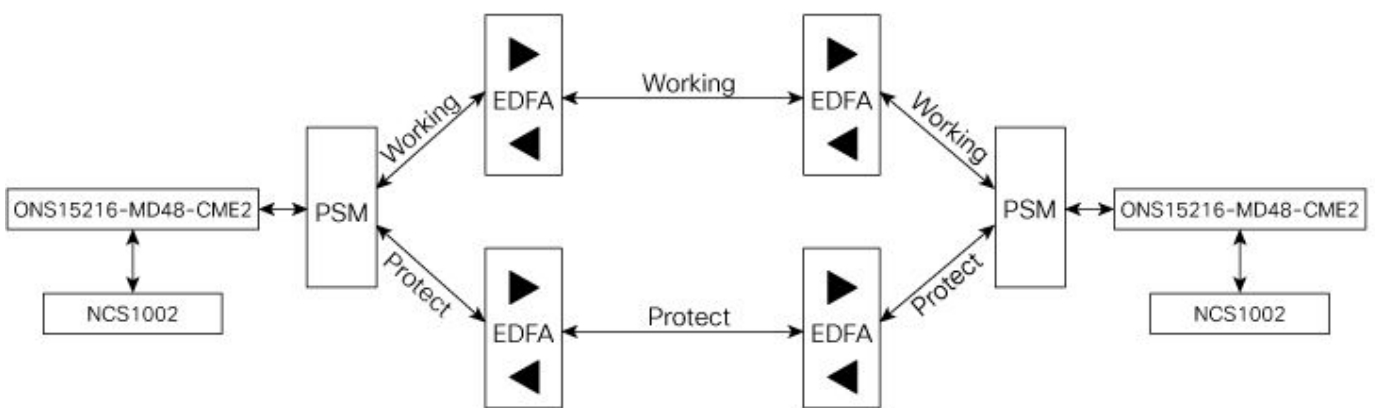 Working
EDFA
EDFA
Working
Working
ONS15216-MD48-CME2
PSM
PSM
ONS15216-MD48-CME2
NCS1002
Protect
EDFA
Protect
EDFA
Protect
NCS1002